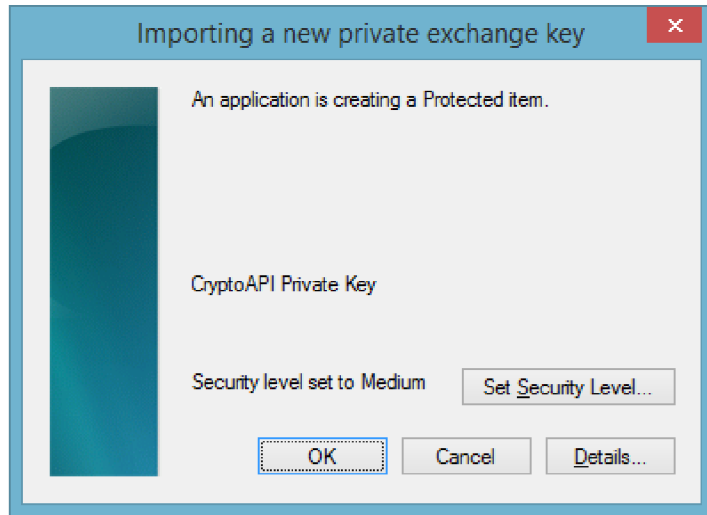 Importing a new private exchange key
An application is creating a Protected item.
CryptoAPI Private Key
Security level set to Medium
Set Security Level...
OK
Cancel
Details...